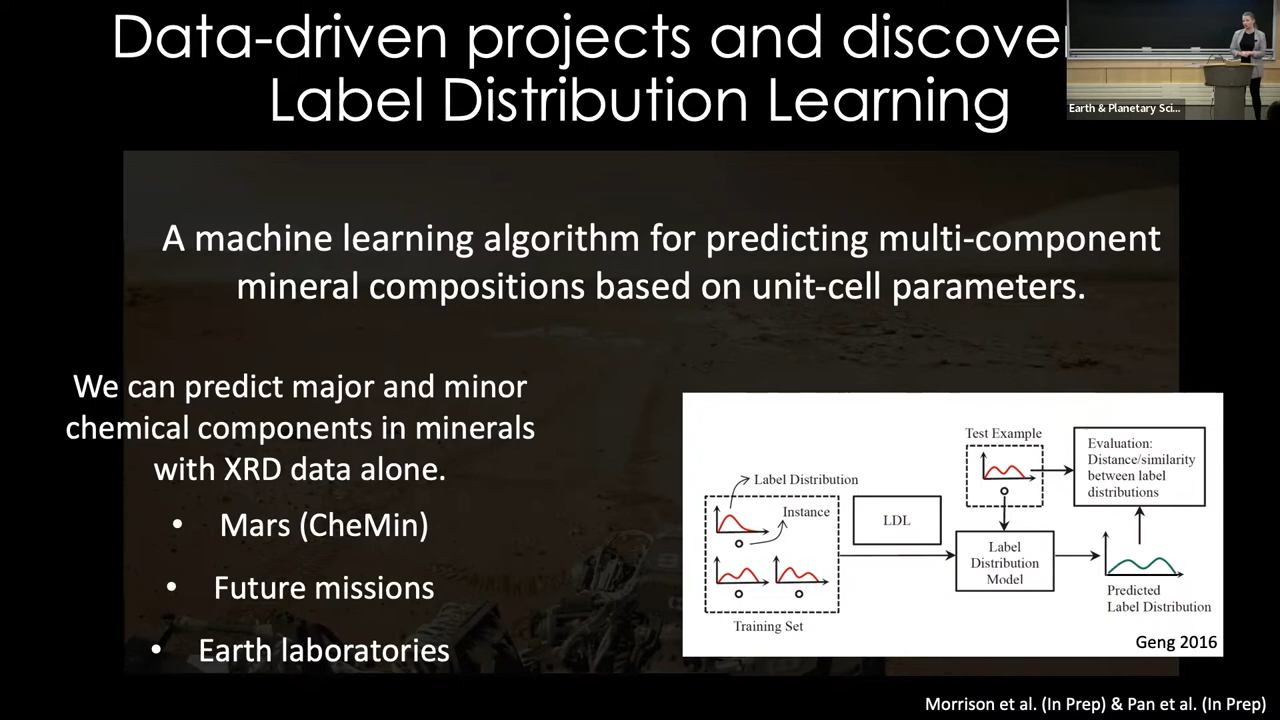 Data-driven projects and discove
Label Distribution Learning
Earth & Planetary Sci...
A machine learning algorithm for predicting multi-component
mineral compositions based on unit-cell parameters.
We can predict major and minor
chemical components in minerals
with XRD data alone.
• Mars (CheMin)
• Future missions
• Earth laboratories
Label Distribution
Instance
Training Set
LDL
Test Example
Label
Distribution
Model
Evaluation:
Distance/similarity
between label
distributions
Predicted
Label Distribution
Geng 2016
Morrison et al. (In Prep) & Pan et al. (In Prep)